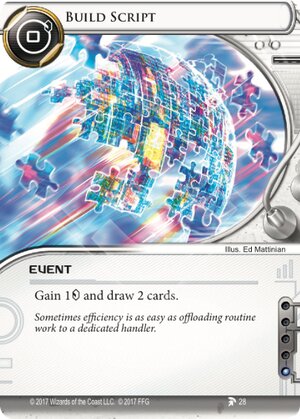 0
BUILD SCRIPT
Illus. Ed Mattinian
EVENT
Gain 1 and draw 2 cards.
Sometimes efficiency is as easy as offloading routine
work to a dedicated handler.
© 2017 Wizards of the Coast LLC. © 2017 FFG 28